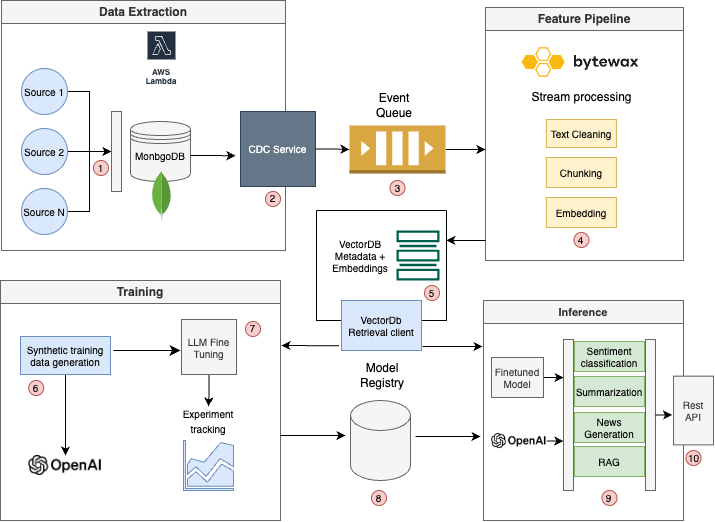 Data Extraction
AWS
Lambda
Source 1
Source 2
Source N
1
MonbgoDB
CDC Service
2
Event
Queue
3
Feature Pipeline
bytewax
Stream processing
Text Cleaning
Chunking
Embedding
4
VectorDB
Metadata +
Embeddings
5
VectorDb
Retrieval client
Training
Synthetic training
data generation
6
OpenAI
LLM Fine
Tuning
7
Experiment
tracking
Model
Registry
8
Inference
Finetuned
Model
OpenAI
Sentiment
classification
Summarization
News
Generation
RAG
9
Rest
API
10